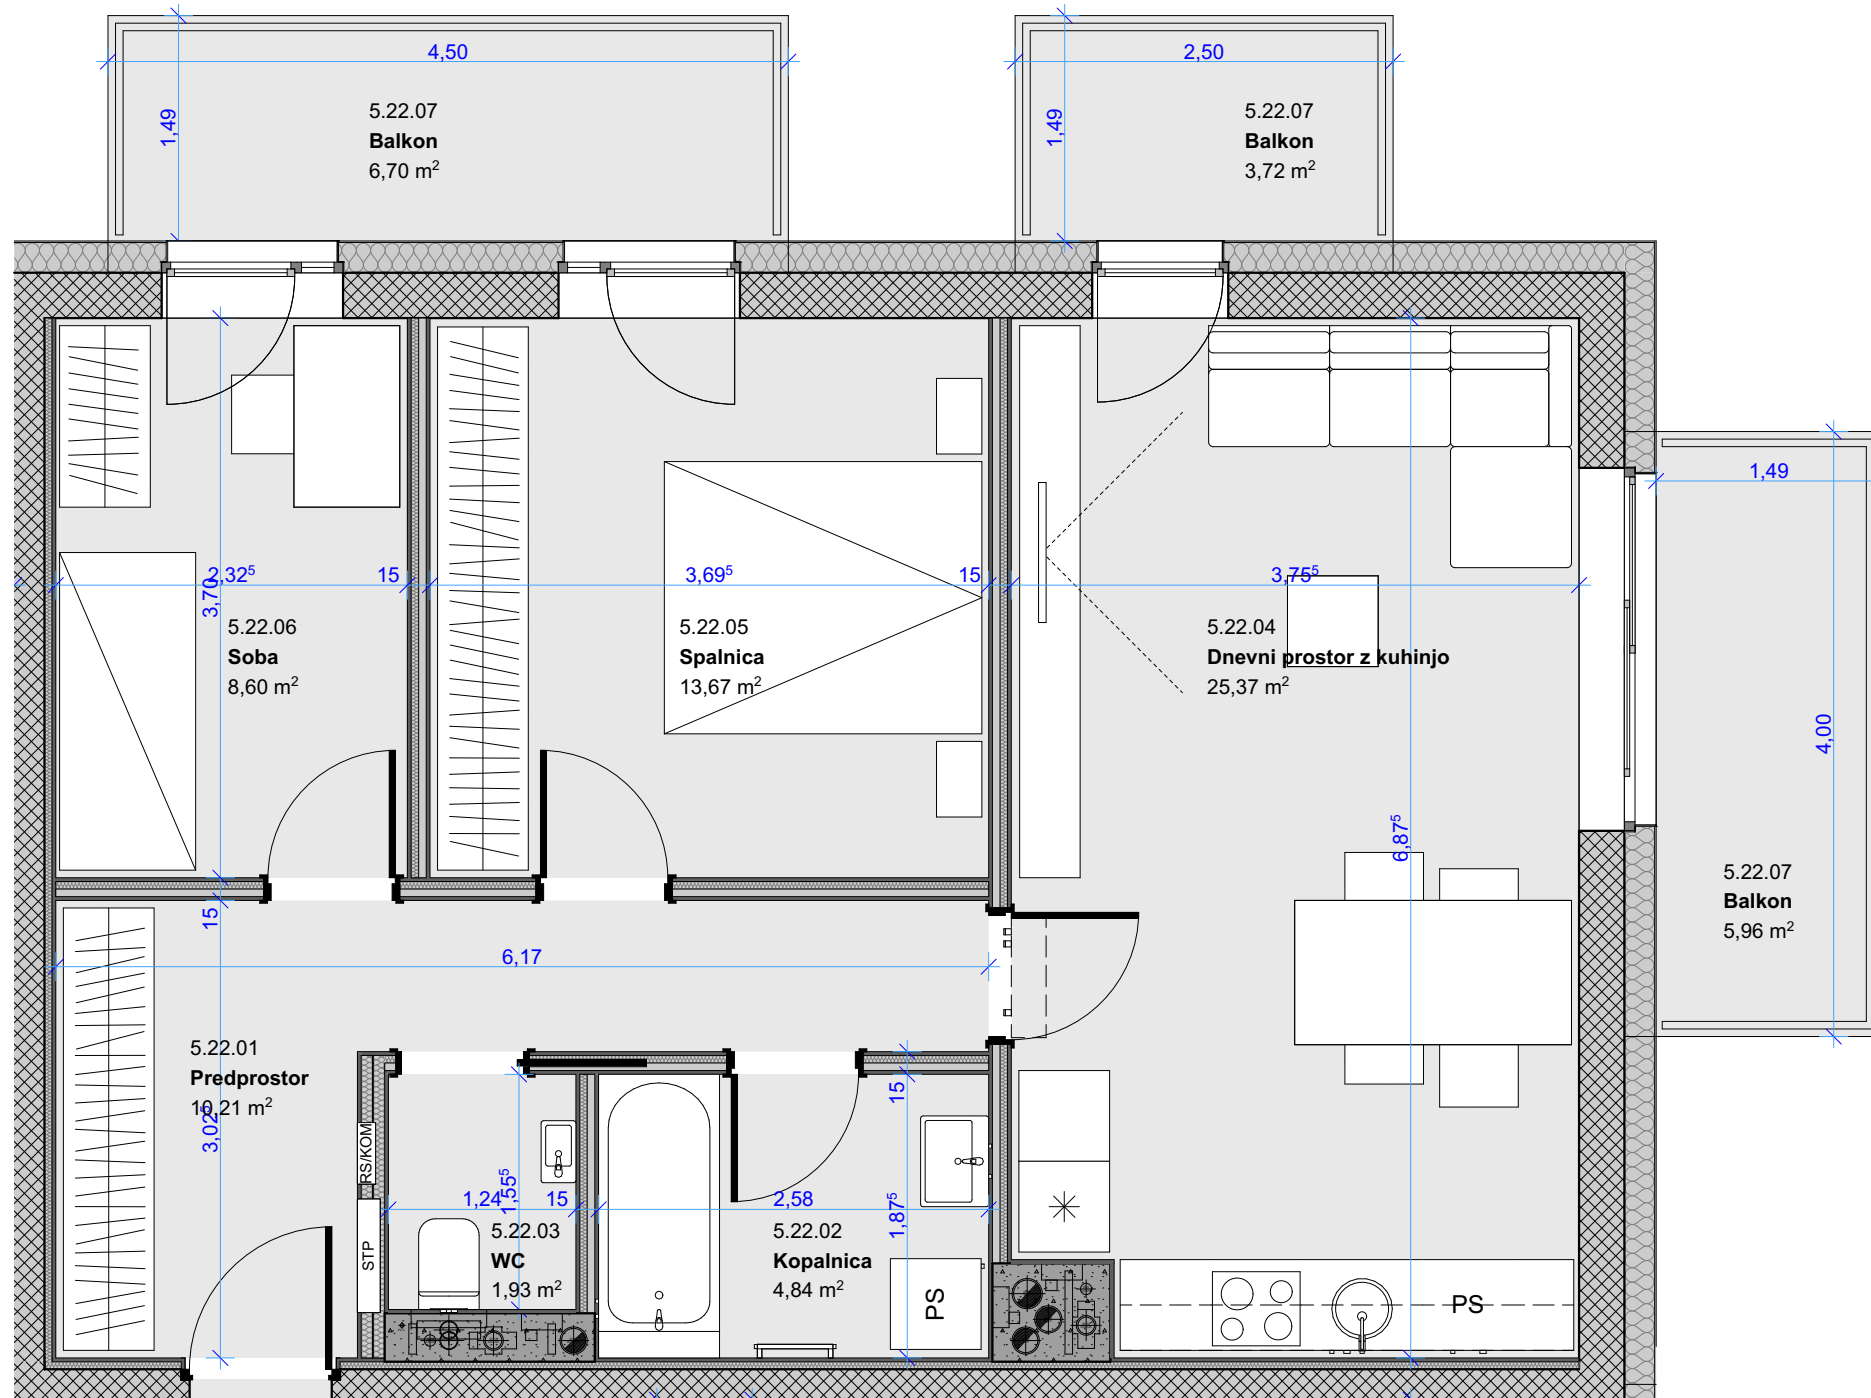 4,50
1,49
5.22.07
Balkon
6,70 m²
2,50
1,49
5.22.07
Balkon
3,72 m²
1,49
4,00
5.22.07
Balkon
5,96 m²
2,32⁵
15
3,70
5.22.06
Soba
8,60 m²
3,69⁵
15
5.22.05
Spalnica
13,67 m²
3,75⁵
5.22.04
Dnevni prostor z kuhinjo
25,37 m²
6,87⁵
15
6,17
5.22.01
Predprostor
10,21 m²
3,02⁵
RS/KOM
STP
1,24
15
1,55⁵
5.22.03
WC
1,93 m²
15
2,58
1,87⁵
5.22.02
Kopalnica
4,84 m²
PS
PS